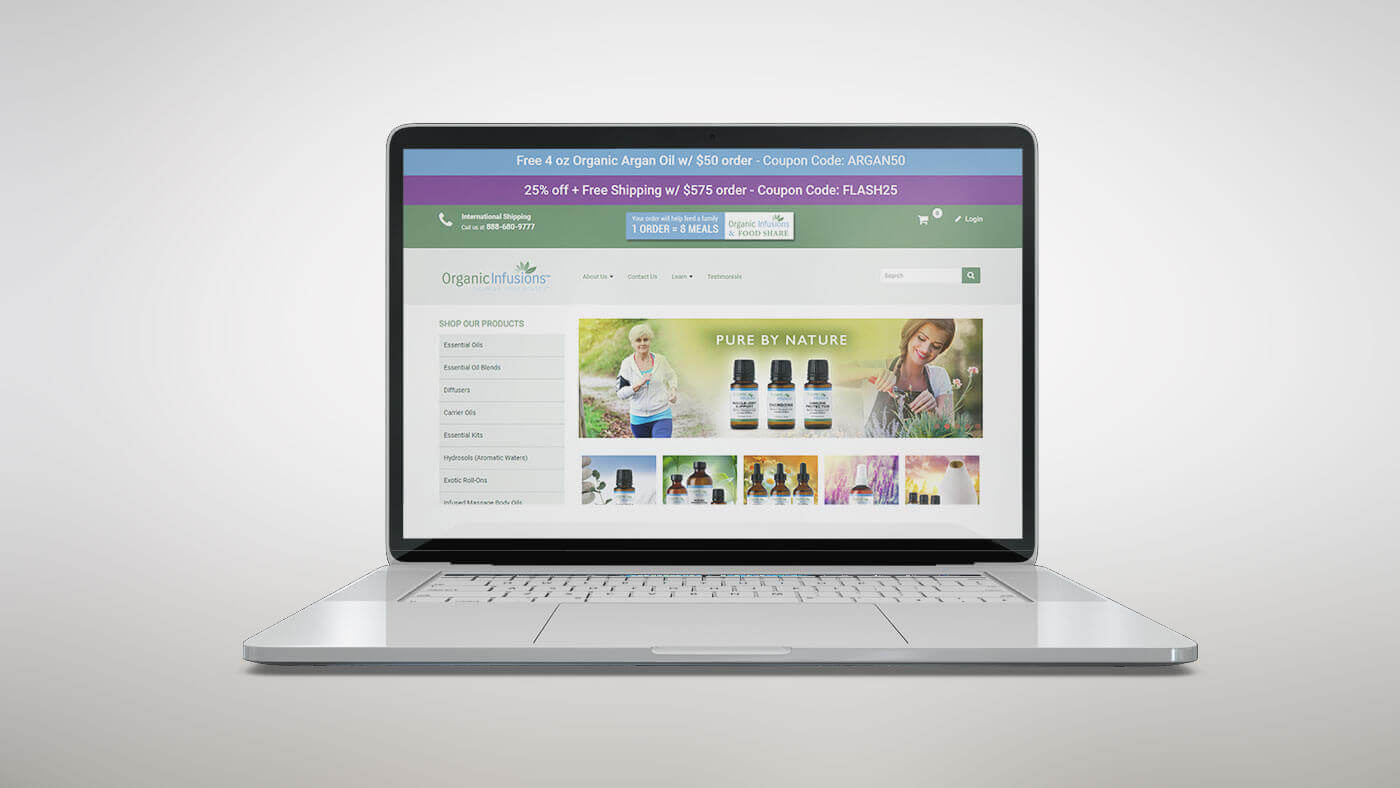 Free 4 oz Organic Argan Oil w/ $50 order - Coupon Code: ARGAN50
25% off + Free Shipping w/ $575 order - Coupon Code: FLASH25
International Shipping
Call us at 888-680-9777
Your order will help feed a family
1 ORDER = 8 MEALS
Organic Infusions
& FOOD SHARE
0
Login
Organic Infusions™
About Us
Contact Us
Learn
Testimonials
Search
SHOP OUR PRODUCTS
Essential Oils
Essential Oil Blends
Diffusers
Carrier Oils
Essential Kits
Hydrosols (Aromatic Waters)
Exotic Roll-Ons
Infused Massage Body Oils
PURE BY NATURE